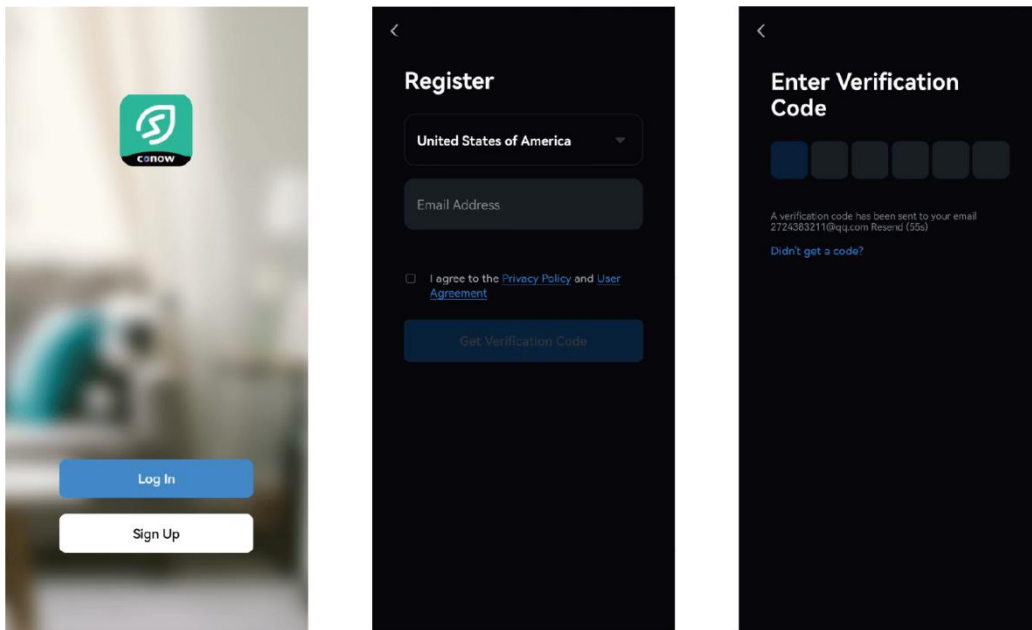 conow
Log In
Sign Up
Register
United States of America
Email Address
I agree to the Privacy Policy and User
Agreement
Get Verification Code
Enter Verification
Code
A verification code has been sent to your email
2724383211@qq.com Resend (55s)
Didn't get a code?